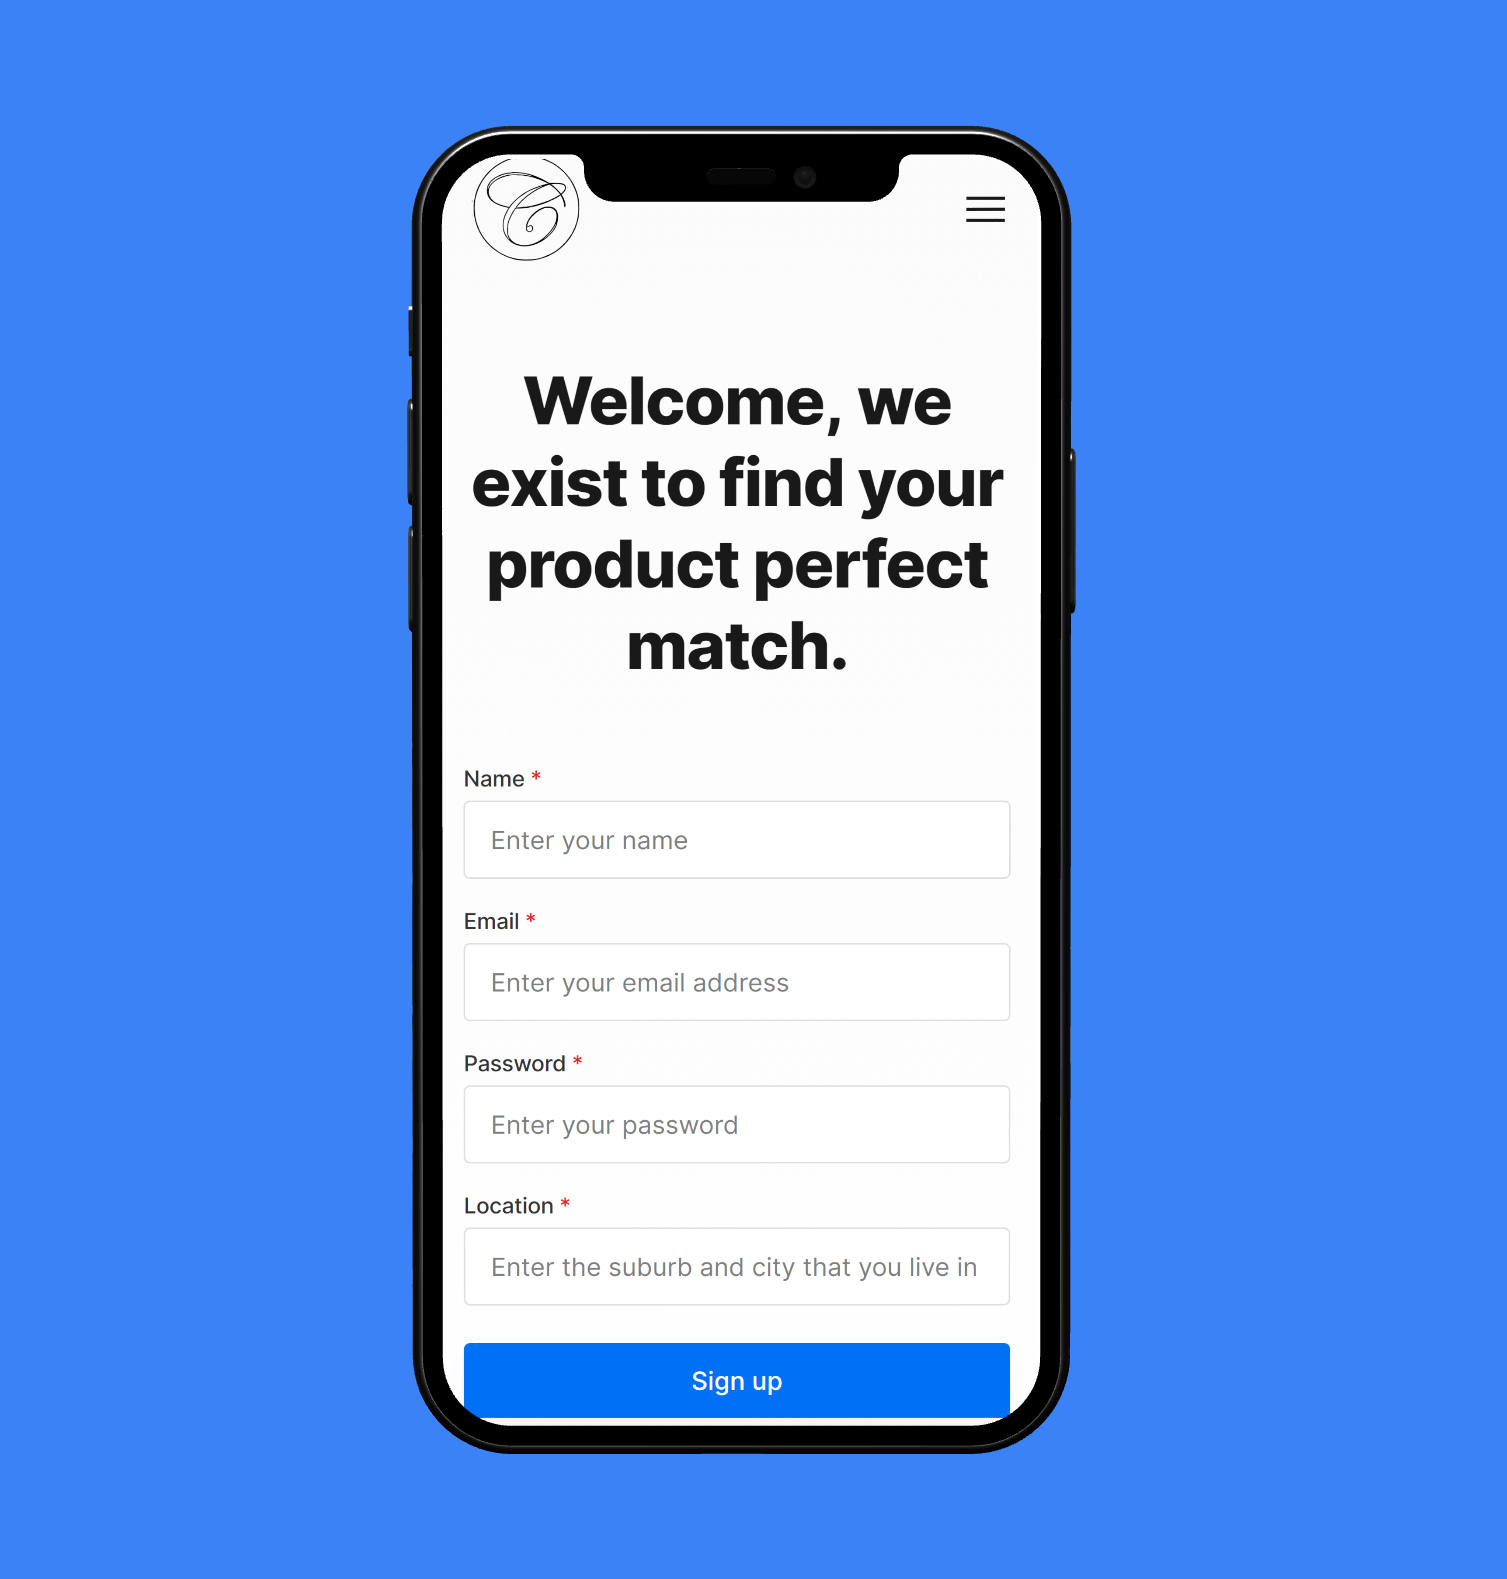 Welcome, we
exist to find your
product perfect
match.
Name *
Enter your name
Email *
Enter your email address
Password *
Enter your password
Location *
Enter the suburb and city that you live in
Sign up